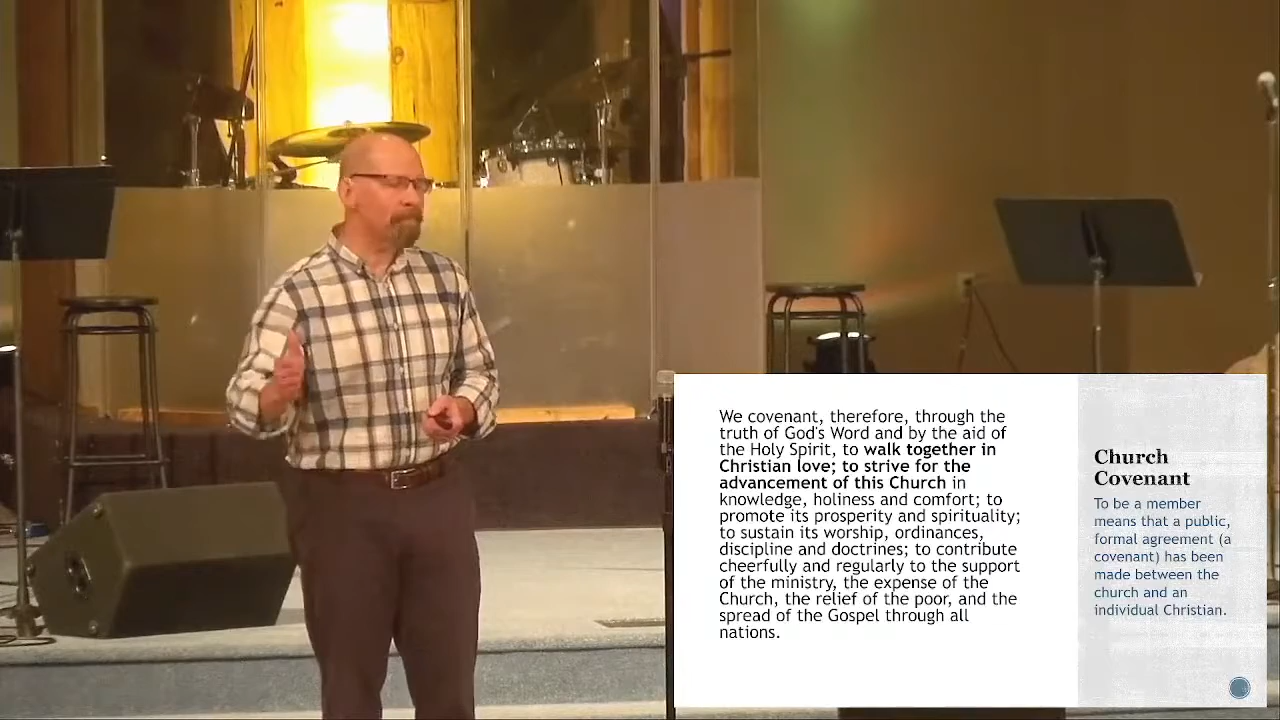 We covenant, therefore, through the
truth of God's Word and by the aid of
the Holy Spirit, to walk together in
Christian love; to strive for the
advancement of this Church in
knowledge, holiness and comfort; to
promote its prosperity and spirituality;
to sustain its worship, ordinances,
discipline and doctrines; to contribute
cheerfully and regularly to the support
of the ministry, the expense of the
Church, the relief of the poor, and the
spread of the Gospel through all
nations.
Church
Covenant
To be a member
means that a public,
formal agreement (a
covenant) has been
made between the
church and an
individual Christian.